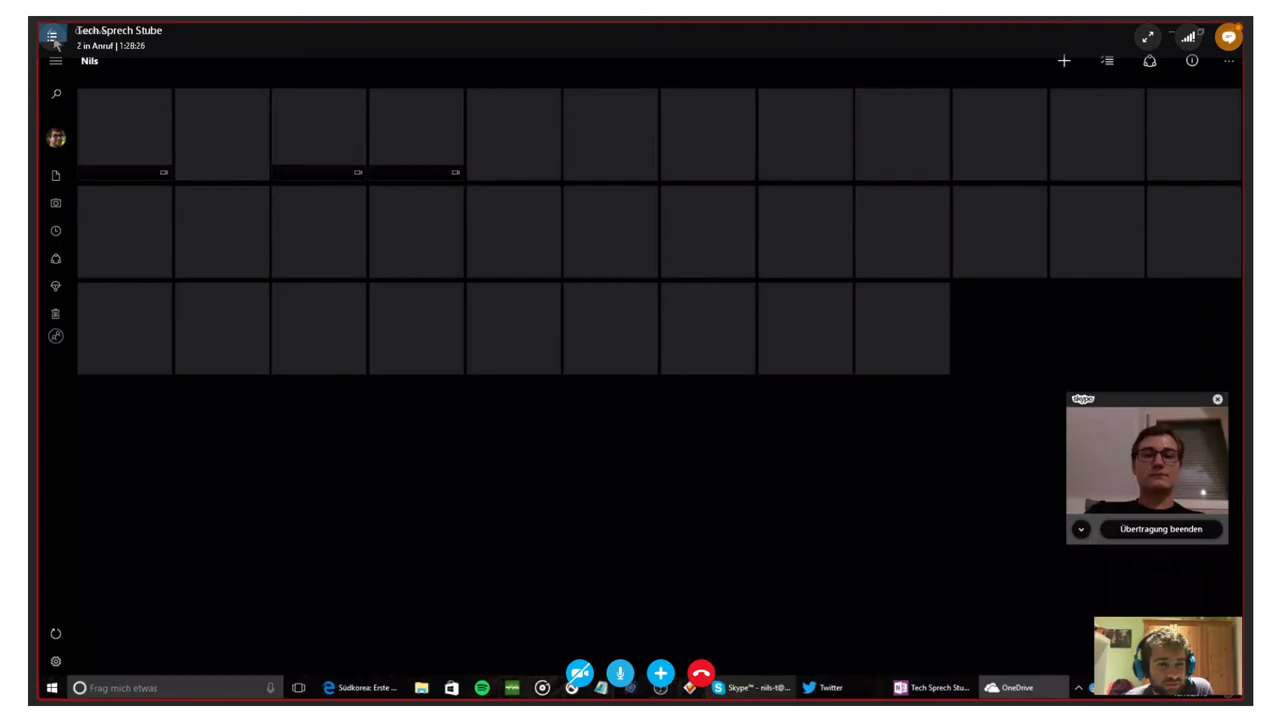 Tech Sprech Stube
2 in Anruf | 1:28:26
Nils
skype
Übertragung beenden
Frag mich etwas
Südkorea: Erste ...
Skype™ - nils-t@...
Twitter
Tech Sprech Stu...
OneDrive